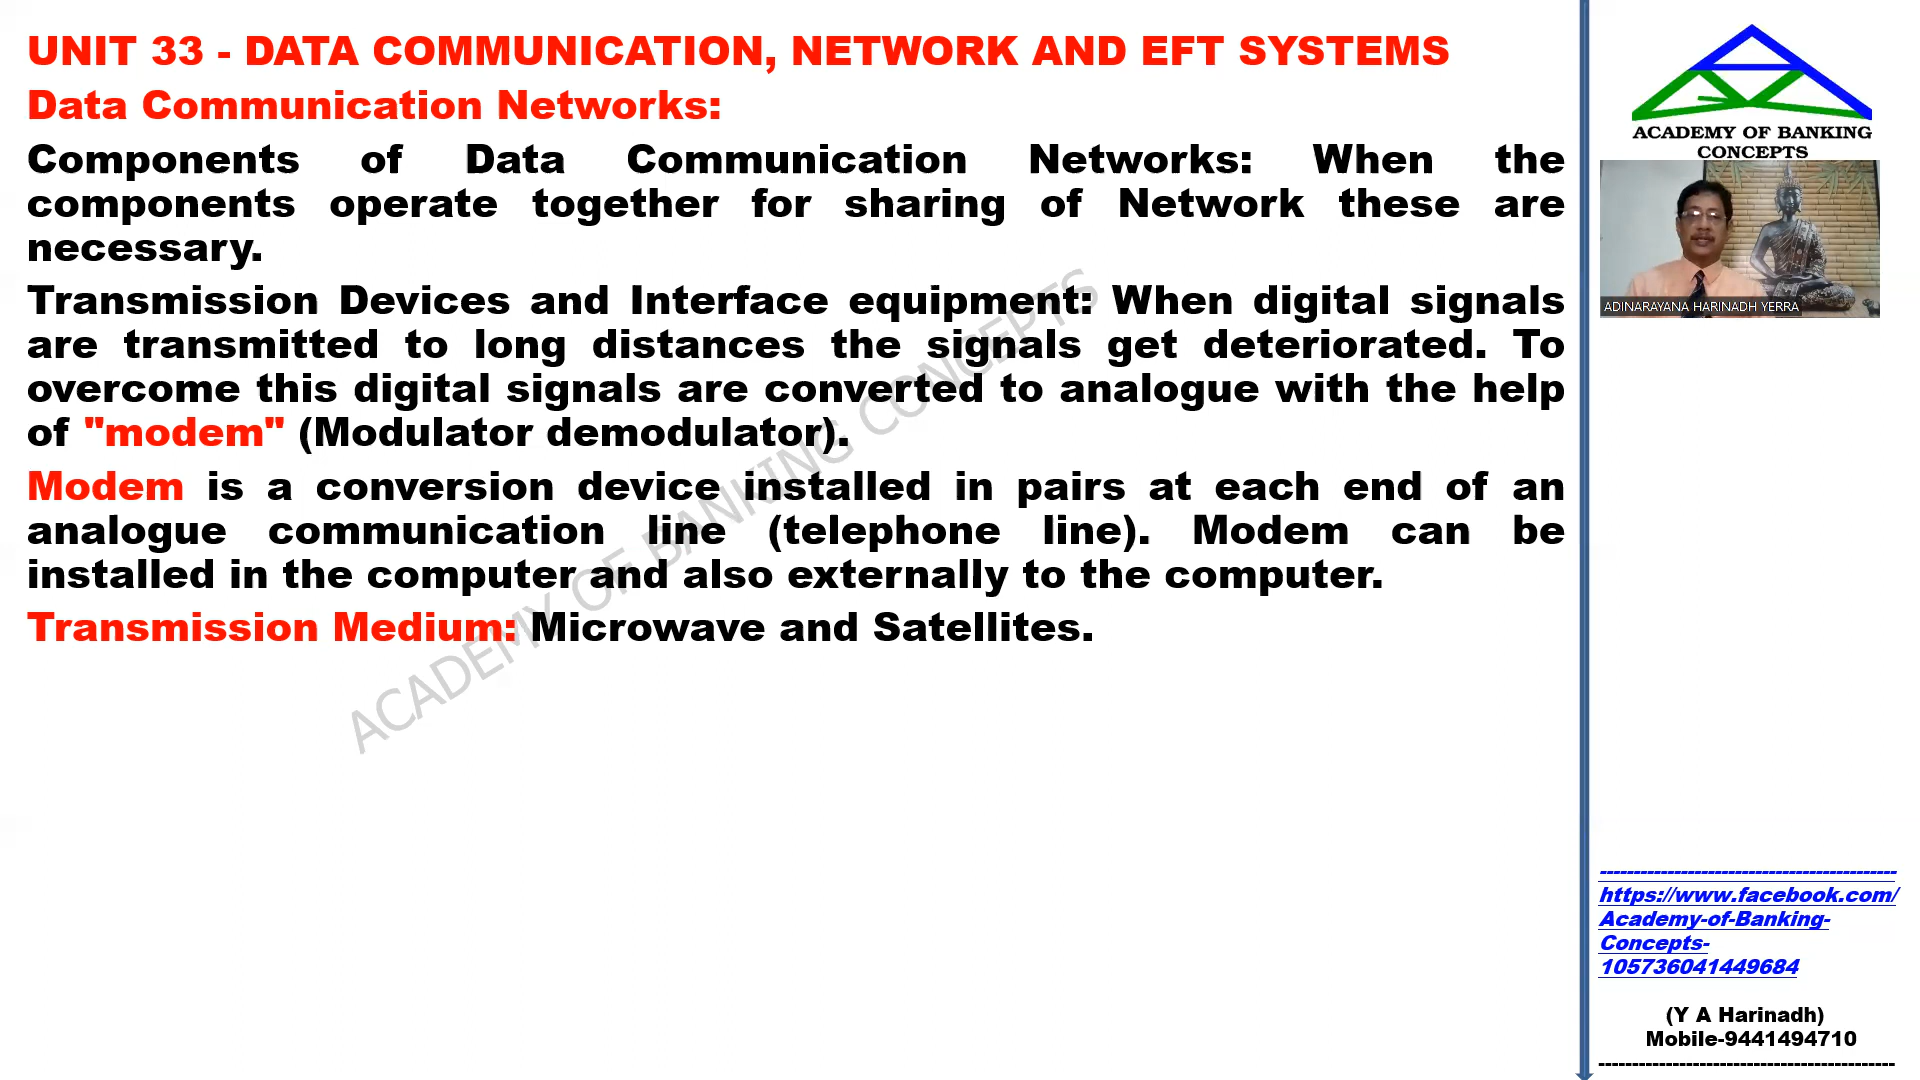 UNIT 33 - DATA COMMUNICATION, NETWORK AND EFT SYSTEMS
Data Communication Networks:
Components of Data Communication Networks: When the
components operate together for sharing of Network these are
necessary.
Transmission Devices and Interface equipment: When digital signals
are transmitted to long distances the signals get deteriorated. To
overcome this digital signals are converted to analogue with the help
of "modem" (Modulator demodulator).
Modem is a conversion device installed in pairs at each end of an
analogue communication line (telephone line). Modem can be
installed in the computer and also externally to the computer.
Transmission Medium: Microwave and Satellites.
ACADEMY OF BANKING CONCEPTS
ACADEMY OF BANKING
CONCEPTS
ADINARAYANA HARINADH YERRA
--------------------------------------------
https://www.facebook.com/
Academy-of-Banking-
Concepts-
105736041449684
(Y A Harinadh)
Mobile-9441494710
--------------------------------------------